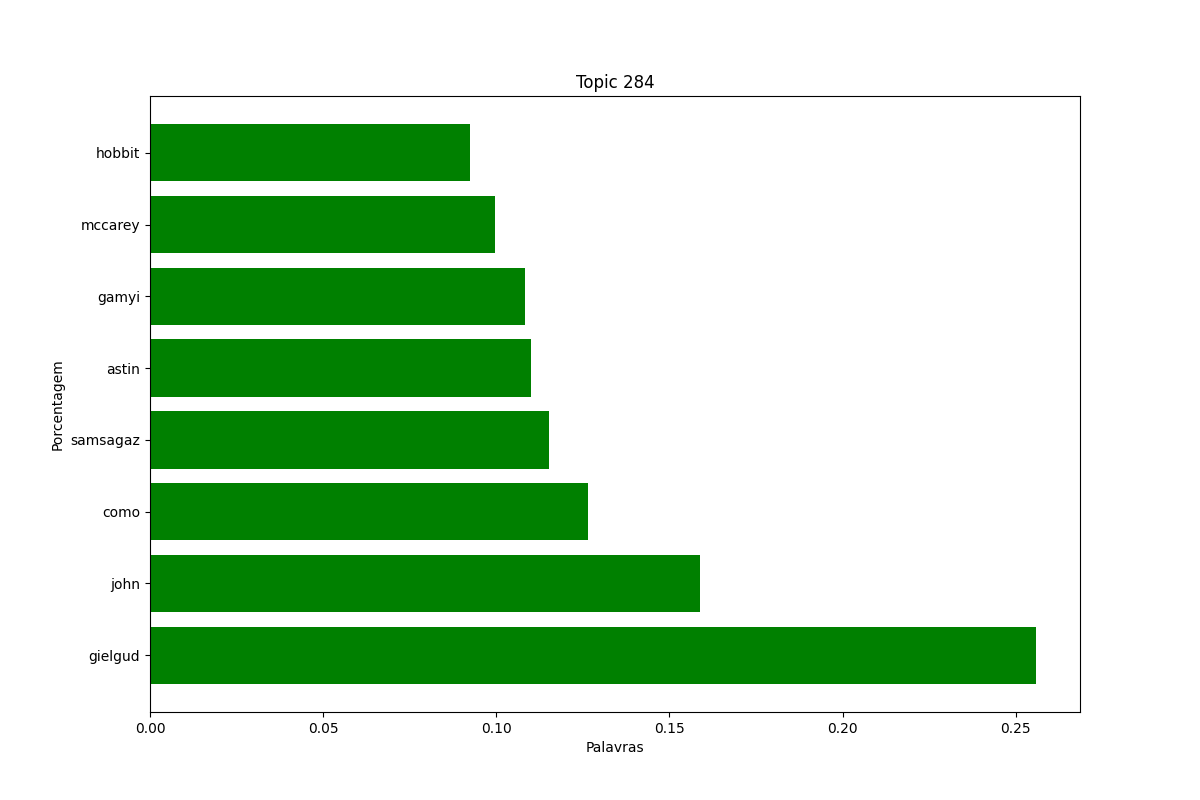 Topic 284
hobbit
mccarey
gamyi
astin
samsagaz
como
john
gielgud
Porcentagem
0.00 0.05 0.10 0.15 0.20 0.25
Palavras